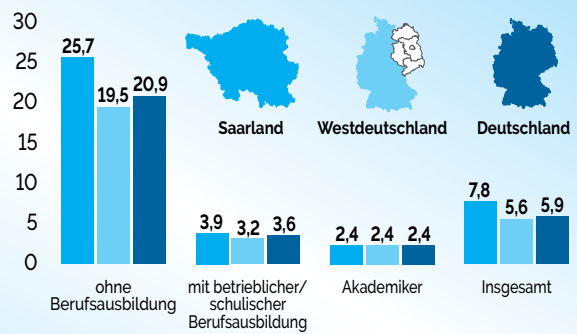 30
25
20
15
10
5
0
25,7
19,5
20,9
Saarland
Westdeutschland
Deutschland
3,9
3,2
3,6
2,4
2,4
2,4
7,8
5,6
5,9
ohne
Berufsausbildung
mit betrieblicher/
schulischer
Berufsausbildung
Akademiker
Insgesamt